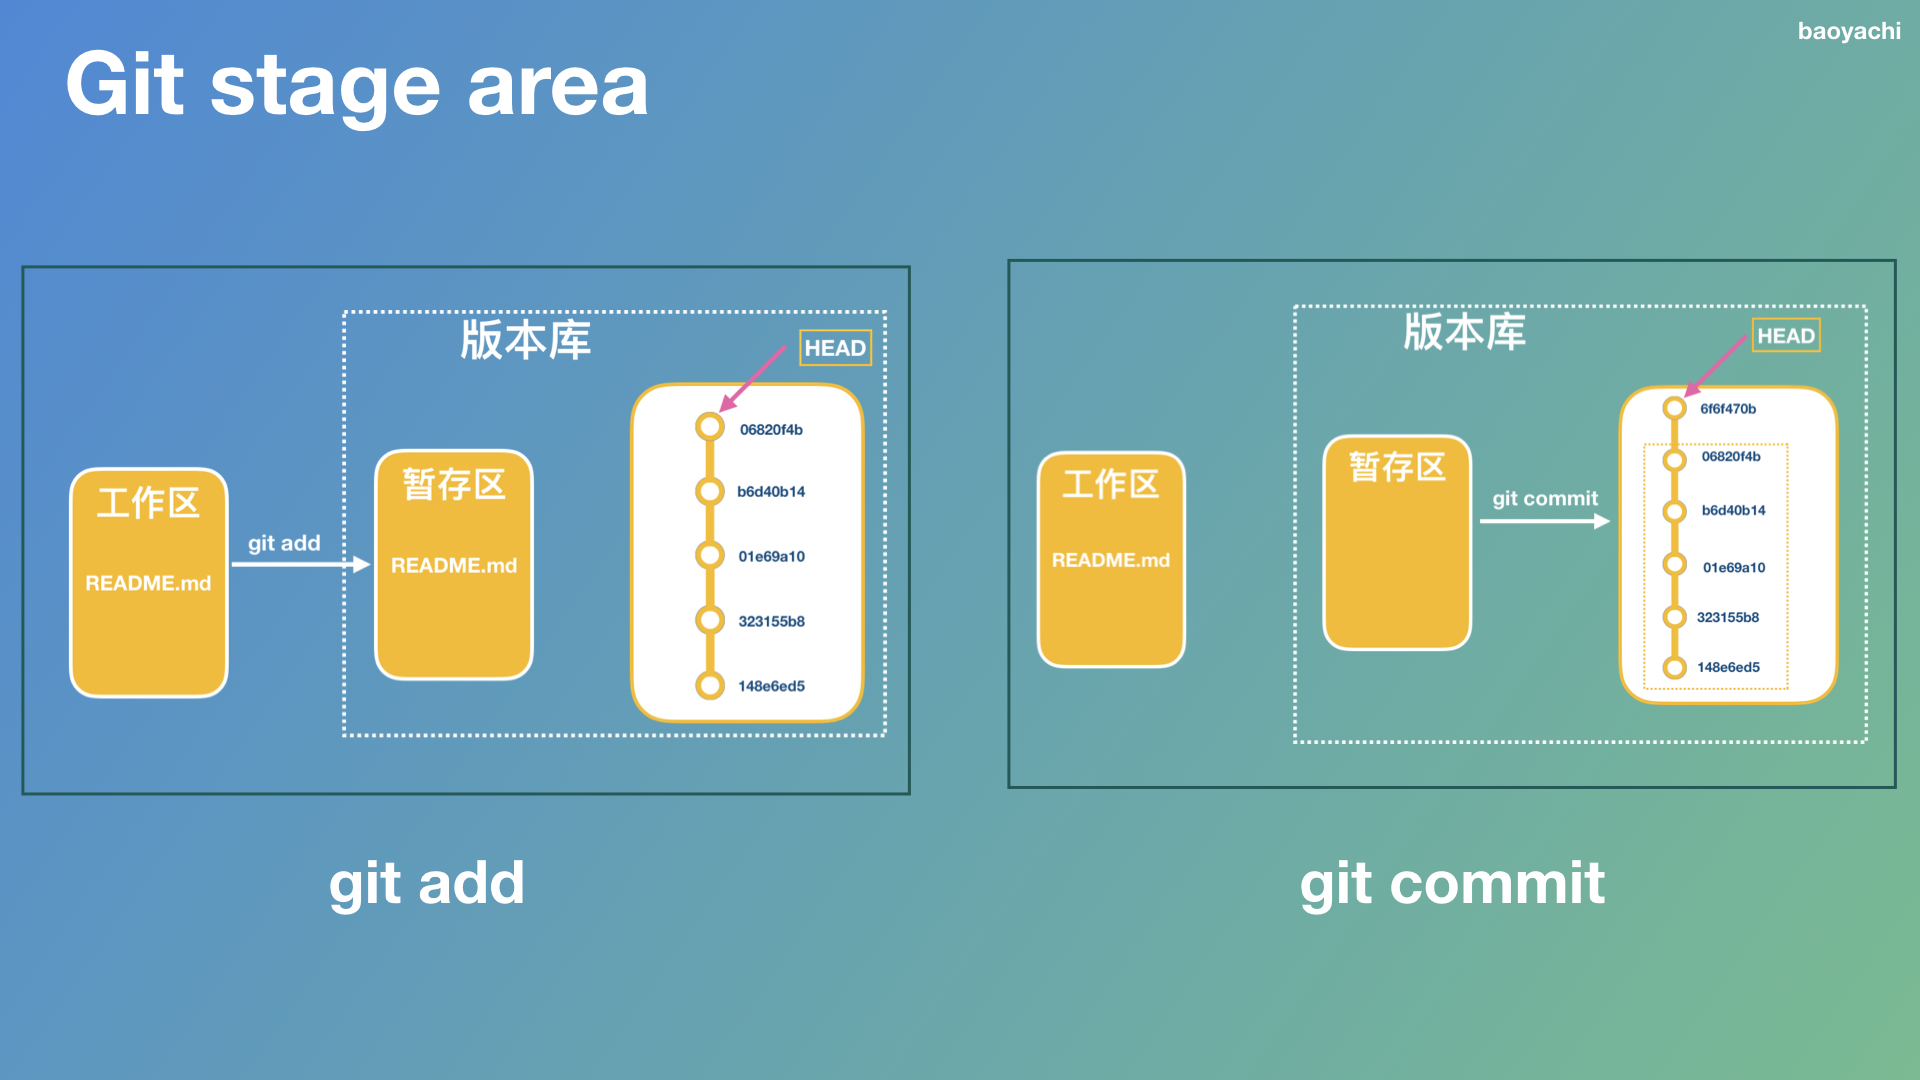 baoyachi
Git stage area
版本库
HEAD
06820f4b
暂存区
b6d40b14
工作区
git add
01e69a10
README.md
README.md
323155b8
148e6ed5
git add
版本库
HEAD
6f6f470b
06820f4b
暂存区
工作区
git commit
b6d40b14
README.md
01e69a10
323155b8
148e6ed5
git commit